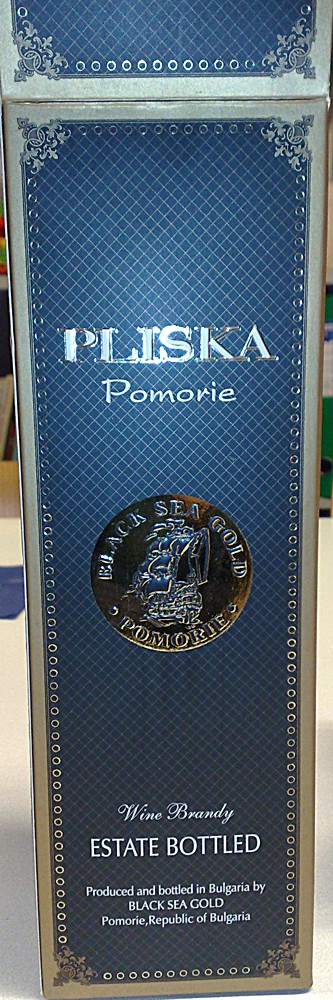 PLISKA
Pomorie
BLACK SEA GOLD
• POMORIE •
Wine Brandy
ESTATE BOTTLED
Produced and bottled in Bulgaria by
BLACK SEA GOLD
Pomorie,Republic of Bulgaria